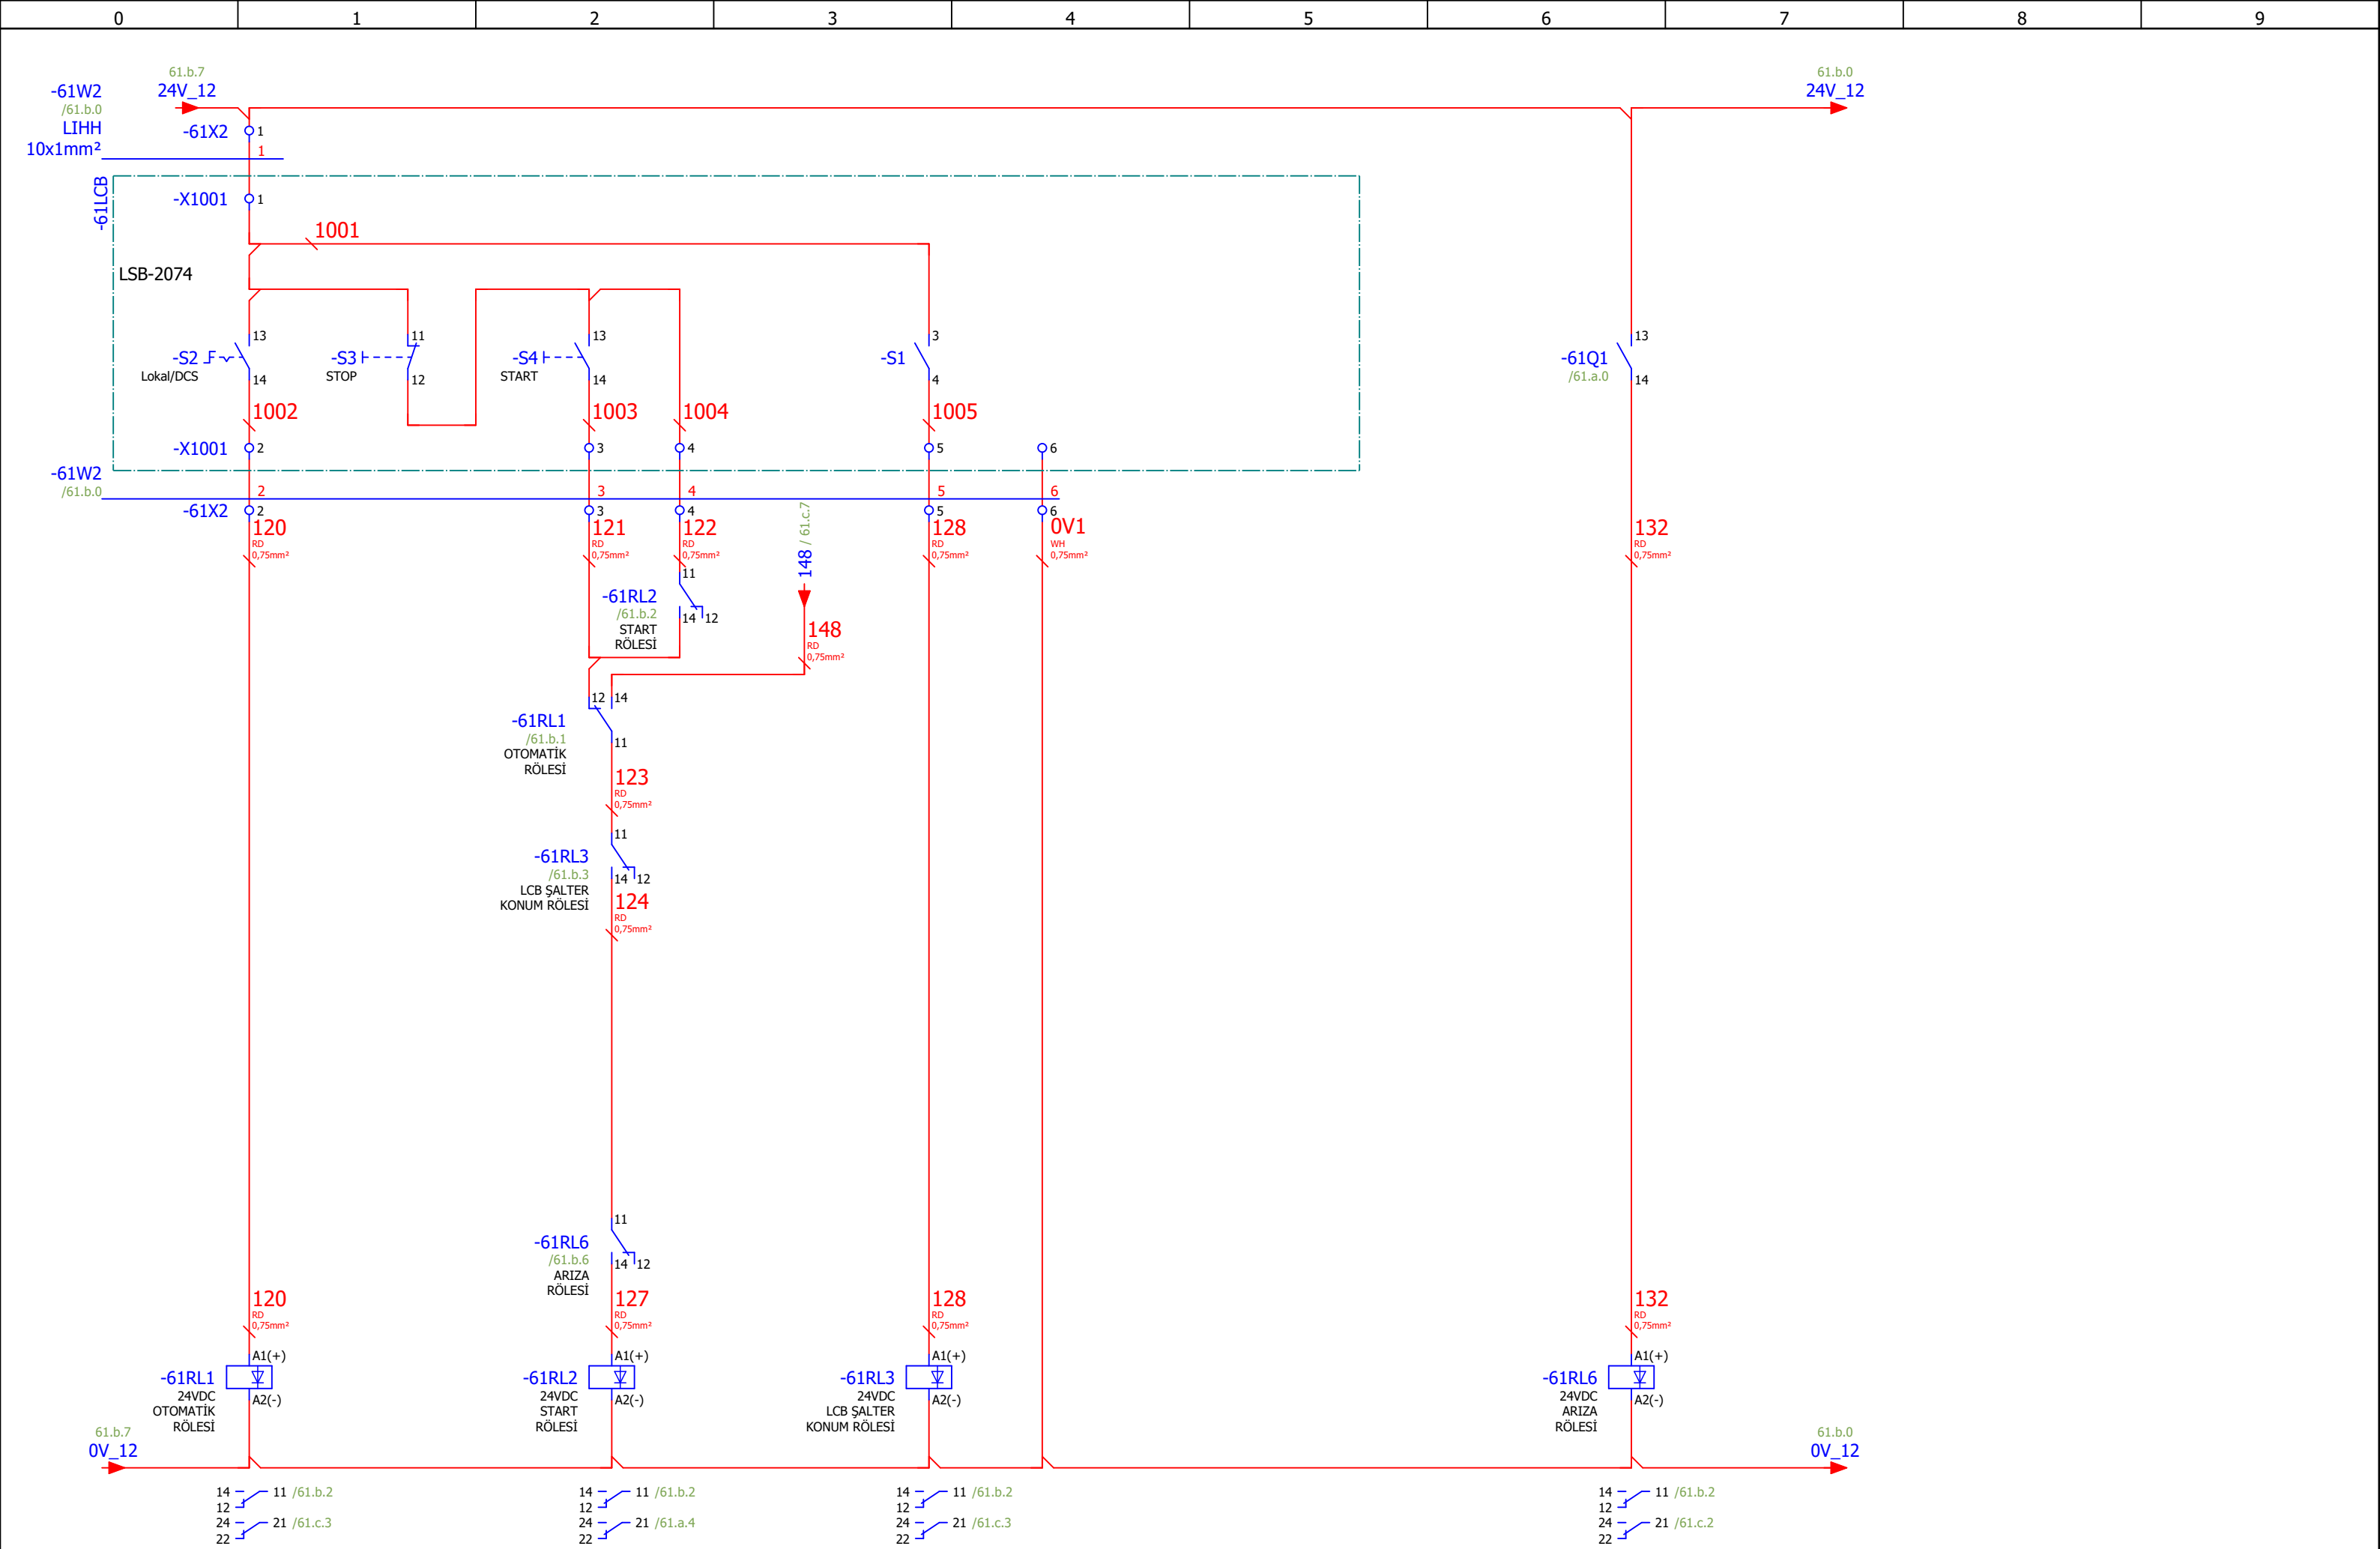 0 1 2 3 4 5 6 7 8 9
61.b.7
24V_12
61.b.0
24V_12
-61W2
/61.b.0
LIHH
10x1mm²
-61X2 1
1
-61LCB
-X1001 1
1001
LSB-2074
13 11 13 3 13
-S2 -S3 -S4 -S1 -61Q1
Lokal/DCS STOP START /61.a.0
14 12 14 4 14
1002 1003 1004 1005
-X1001 2 3 4 5 6
-61W2
/61.b.0
2 3 4 5 6
-61X2 2 3 4 5 6
120 121 122 128 0V1 132
RD RD RD RD WH RD
0,75mm² 0,75mm² 0,75mm² 0,75mm² 0,75mm² 0,75mm²
148 / 61.c.7
11
-61RL2
/61.b.2
14 12
START
RÖLESİ
148
RD
0,75mm²
12 14
-61RL1
/61.b.1
11
OTOMATİK
RÖLESİ
123
RD
0,75mm²
11
-61RL3
/61.b.3
14 12
LCB ŞALTER
KONUM RÖLESİ
124
RD
0,75mm²
11
-61RL6
/61.b.6
14 12
ARIZA
RÖLESİ
120 127 128 132
RD RD RD RD
0,75mm² 0,75mm² 0,75mm² 0,75mm²
A1(+) A1(+) A1(+) A1(+)
-61RL1 -61RL2 -61RL3 -61RL6
24VDC 24VDC 24VDC 24VDC
A2(-) A2(-) A2(-) A2(-)
OTOMATİK START LCB ŞALTER ARIZA
RÖLESİ RÖLESİ KONUM RÖLESİ RÖLESİ
61.b.7
0V_12
61.b.0
0V_12
14 11 /61.b.2 14 11 /61.b.2 14 11 /61.b.2 14 11 /61.b.2
12 12 12 12
24 21 /61.c.3 24 21 /61.a.4 24 21 /61.c.3 24 21 /61.c.2
22 22 22 22